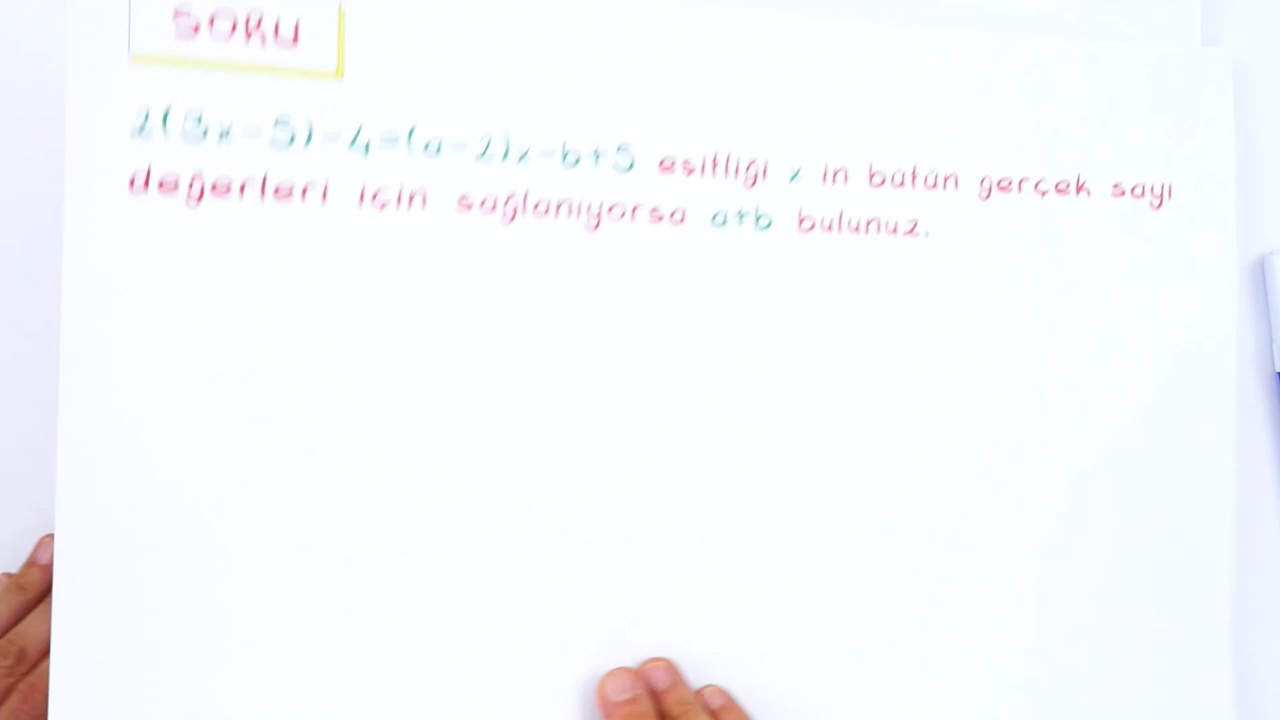 SORU
2(3x-5)-4=(a-2)x-b+5 eşitliği x in bütün gerçek sayı
değerleri için sağlanıyorsa a+b bulunuz.